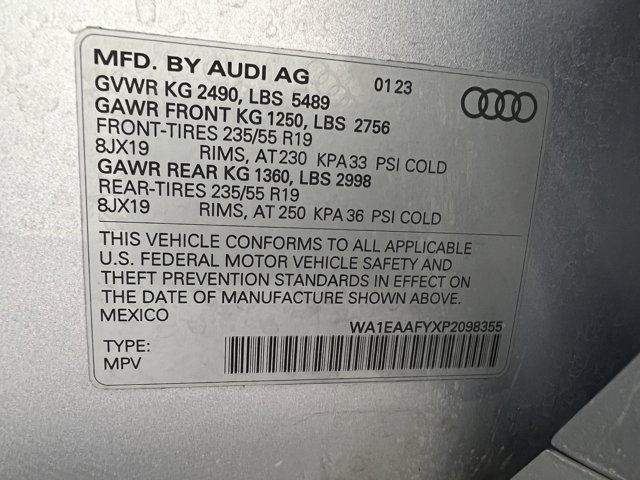 MFD. BY AUDI AG 01 23
GVWR KG 2490, LBS 5489
GAWR FRONT KG 1250, LBS 2756
FRONT-TIRES 235/55 R19
8JX19 RIMS, AT 230 KPA 33 PSI COLD
GAWR REAR KG 1360, LBS 2998
REAR-TIRES 235/55 R19
8JX19 RIMS, AT 250 KPA 36 PSI COLD
THIS VEHICLE CONFORMS TO ALL APPLICABLE
U.S. FEDERAL MOTOR VEHICLE SAFETY AND
THEFT PREVENTION STANDARDS IN EFFECT ON
THE DATE OF MANUFACTURE SHOWN ABOVE.
MEXICO
WA1EAAFYXP2098355
TYPE:
MPV